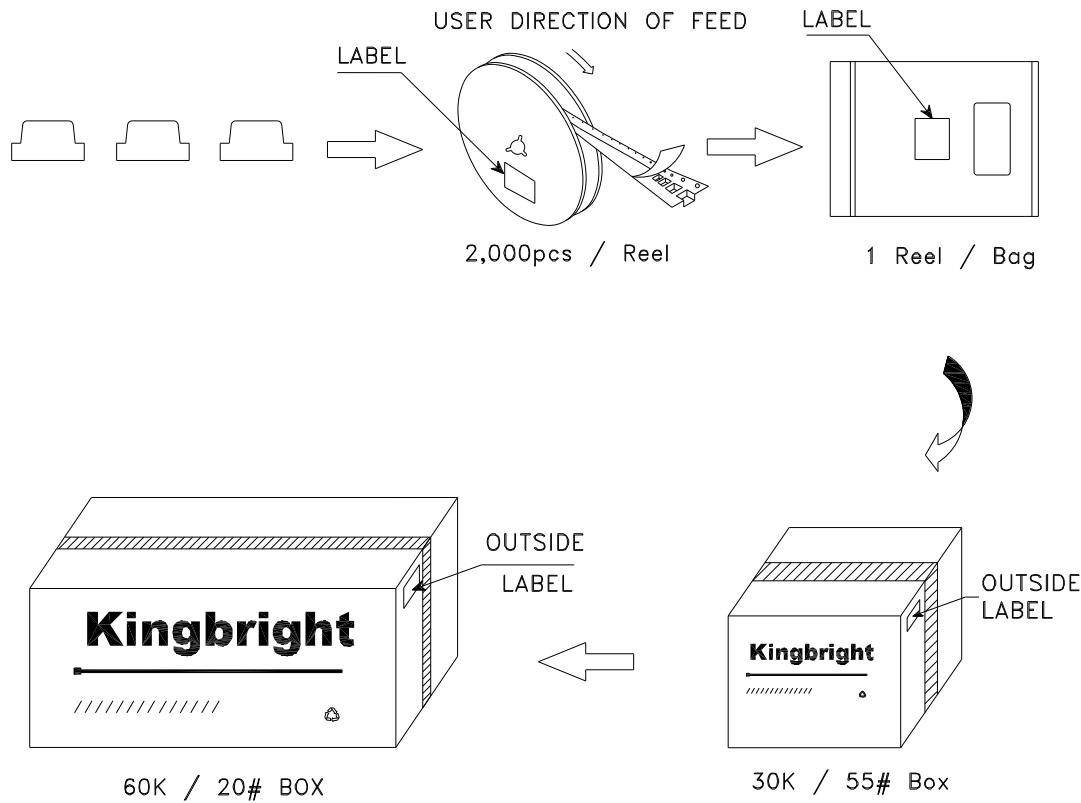 USER DIRECTION OF FEED
LABEL
LABEL
2,000pcs / Reel
1 Reel / Bag
OUTSIDE
LABEL
Kingbright
60K / 20# BOX
OUTSIDE
LABEL
Kingbright
30K / 55# Box